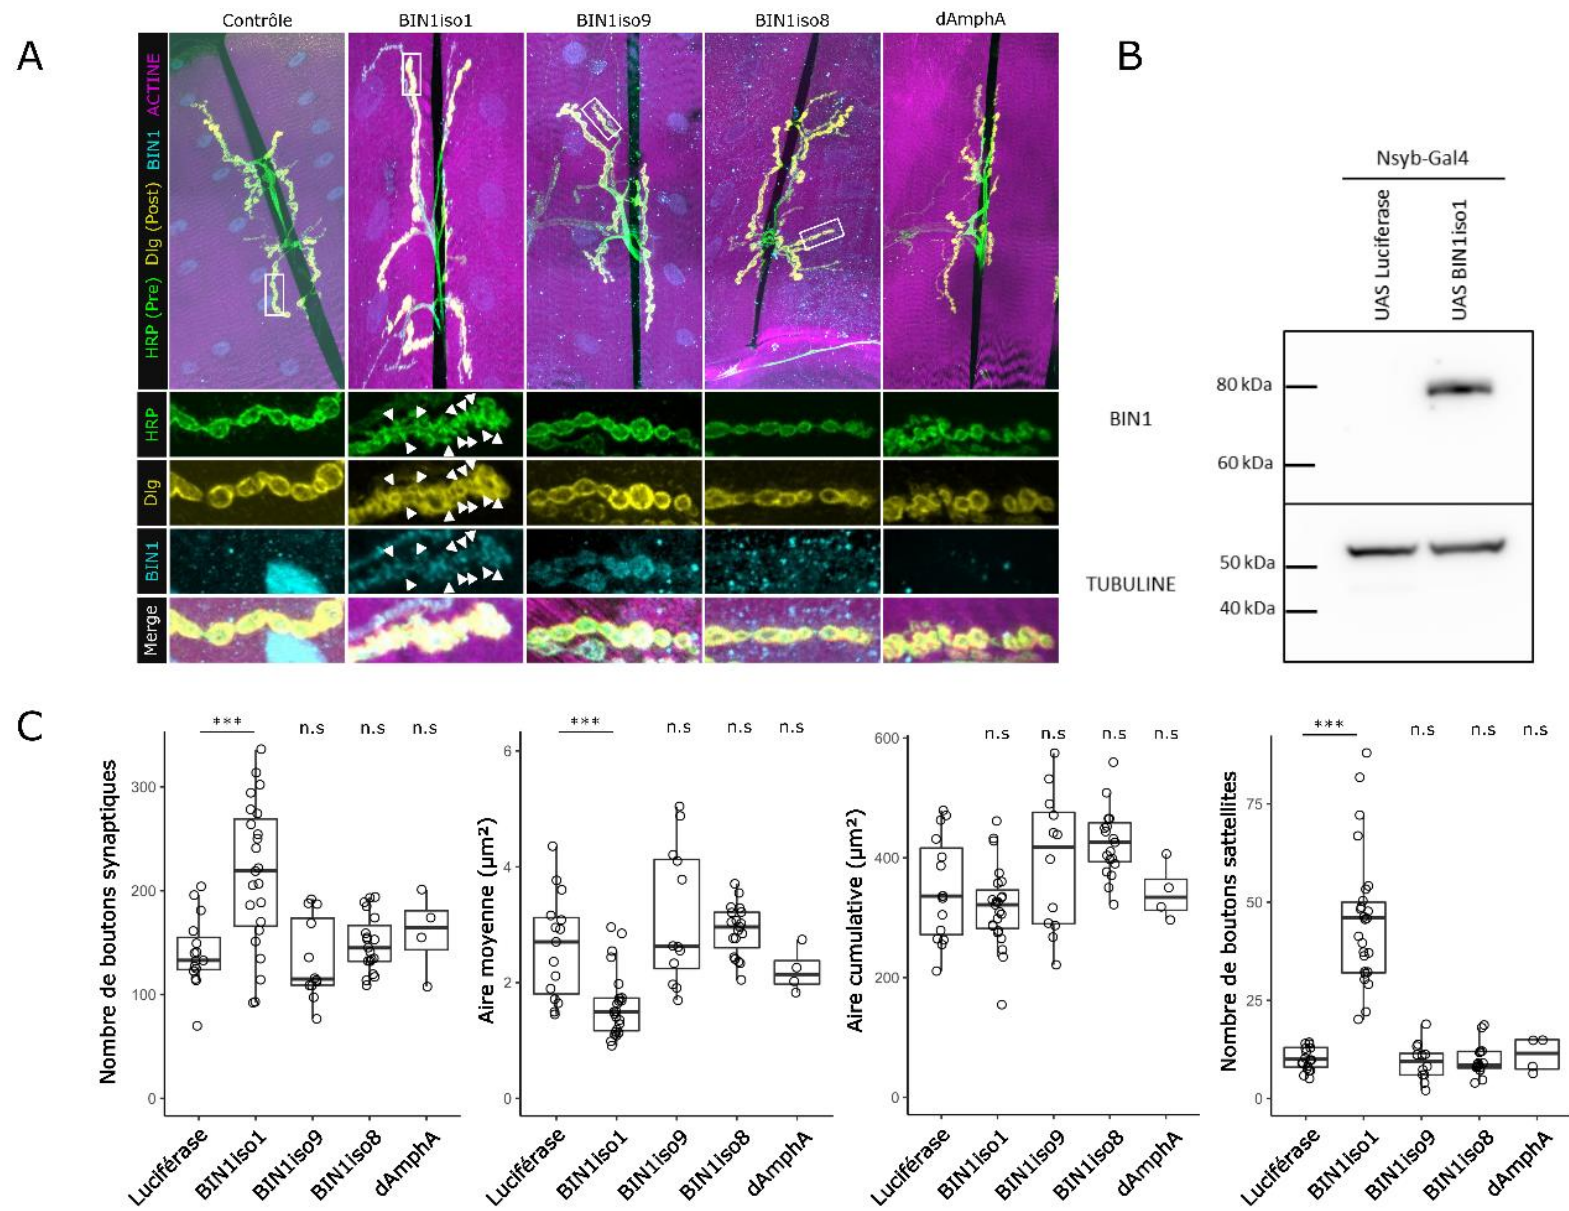 A
Contrôle BIN1iso1 BIN1iso9 BIN1iso8 dAmphA
HRP (Pre) Dlg (Post) BIN1 ACTINE
HRP
Dlg
BIN1
Merge
B
Nsyb-Gal4
UAS Luciferase
UAS BIN1iso1
80 kDa
BIN1
60 kDa
50 kDa
TUBULINE
40 kDa
C
Nombre de boutons synaptiques
*** n.s n.s n.s
300
200
100
0
Luciférase BIN1iso1 BIN1iso9 BIN1iso8 dAmphA
Aire moyenne (µm²)
*** n.s n.s n.s
6
4
2
0
Luciférase BIN1iso1 BIN1iso9 BIN1iso8 dAmphA
Aire cumulative (µm²)
n.s n.s n.s n.s
600
400
200
0
Luciférase BIN1iso1 BIN1iso9 BIN1iso8 dAmphA
Nombre de boutons sattellites
*** n.s n.s n.s
75
50
25
0
Luciférase BIN1iso1 BIN1iso9 BIN1iso8 dAmphA